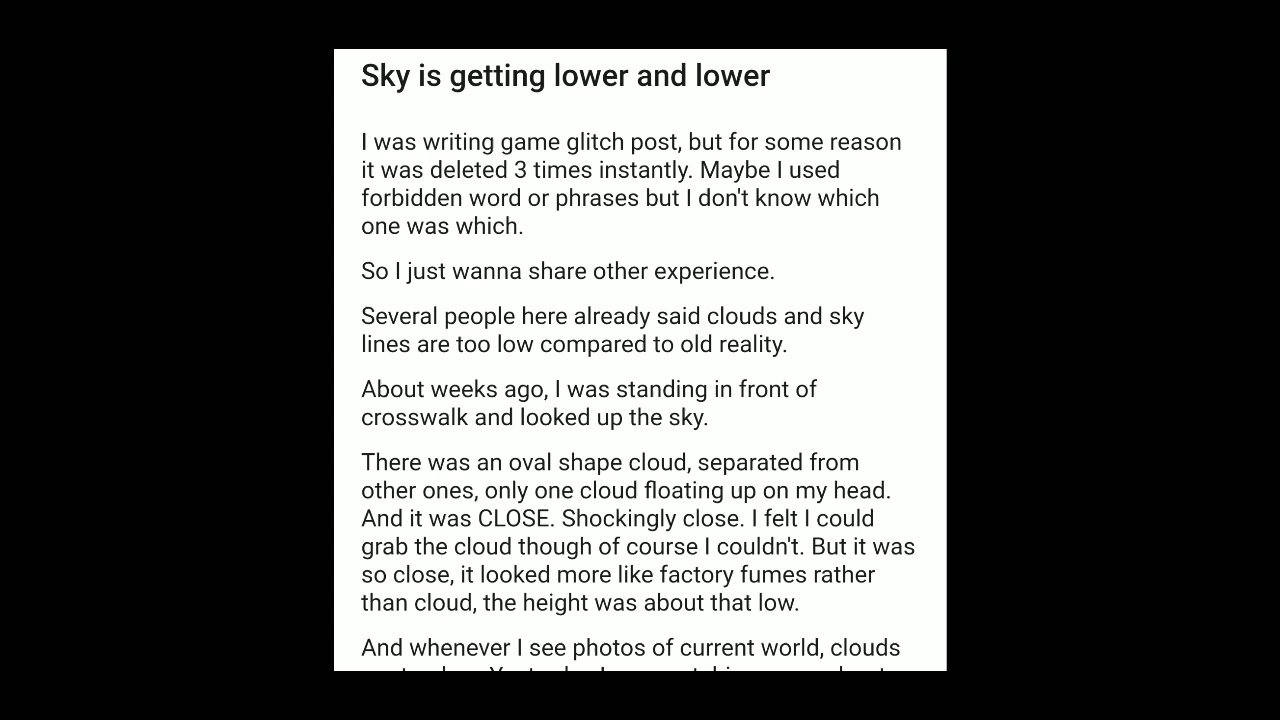 Sky is getting lower and lower
I was writing game glitch post, but for some reason
it was deleted 3 times instantly. Maybe I used
forbidden word or phrases but I don't know which
one was which.
So I just wanna share other experience.
Several people here already said clouds and sky
lines are too low compared to old reality.
About weeks ago, I was standing in front of
crosswalk and looked up the sky.
There was an oval shape cloud, separated from
other ones, only one cloud floating up on my head.
And it was CLOSE. Shockingly close. I felt I could
grab the cloud though of course I couldn't. But it was
so close, it looked more like factory fumes rather
than cloud, the height was about that low.
And whenever I see photos of current world, clouds